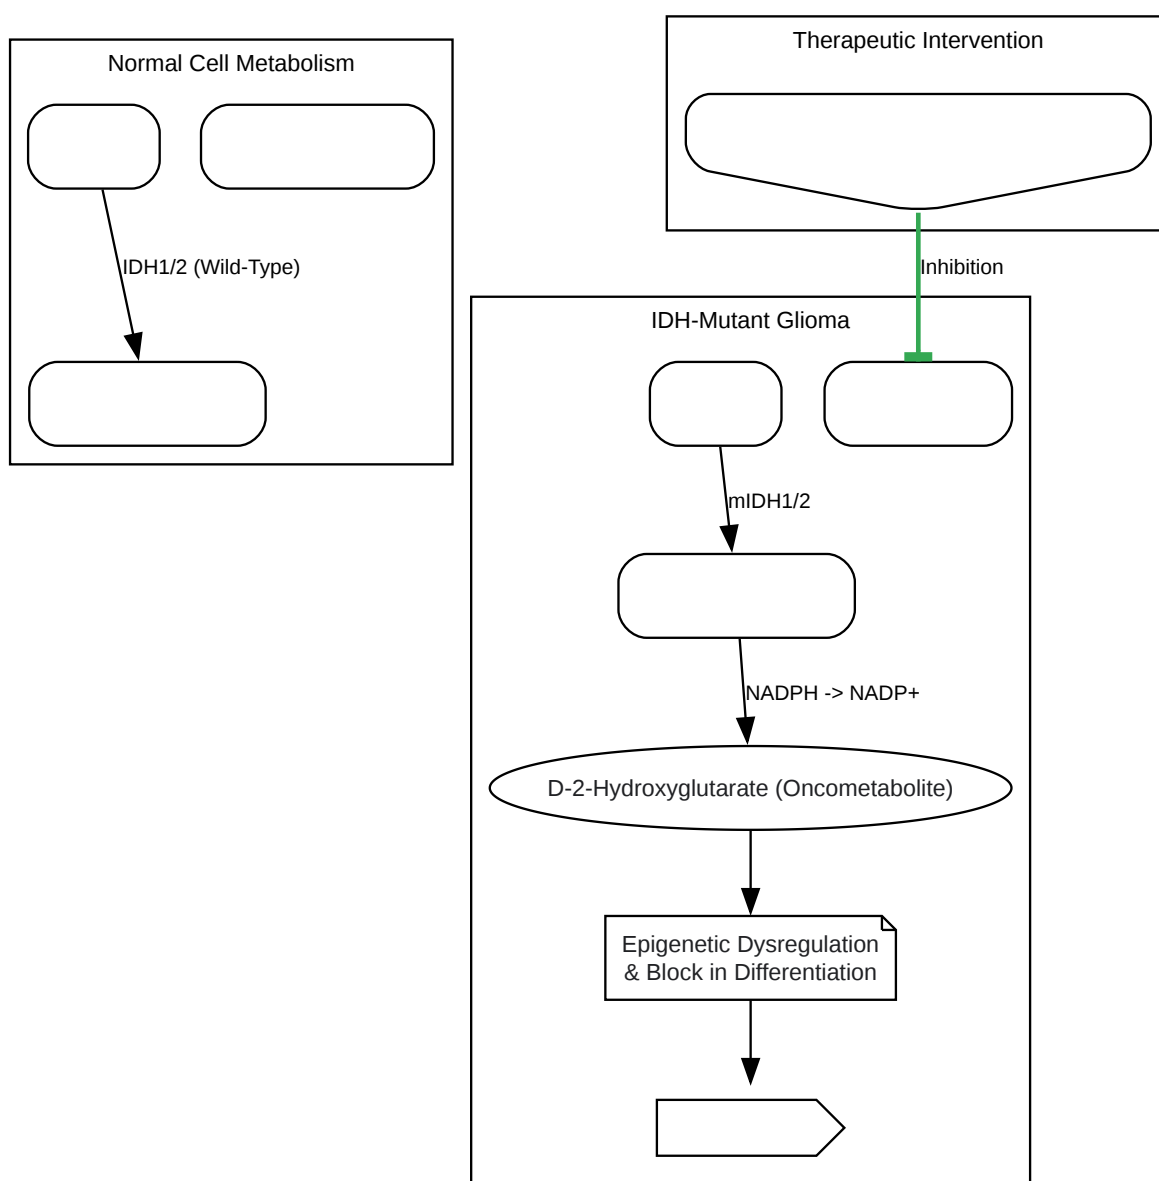 Normal Cell Metabolism
IDH1/2 (Wild-Type)
Therapeutic Intervention
Inhibition
IDH-Mutant Glioma
mIDH1/2
NADPH -> NADP+
D-2-Hydroxyglutarate (Oncometabolite)
Epigenetic Dysregulation
& Block in Differentiation